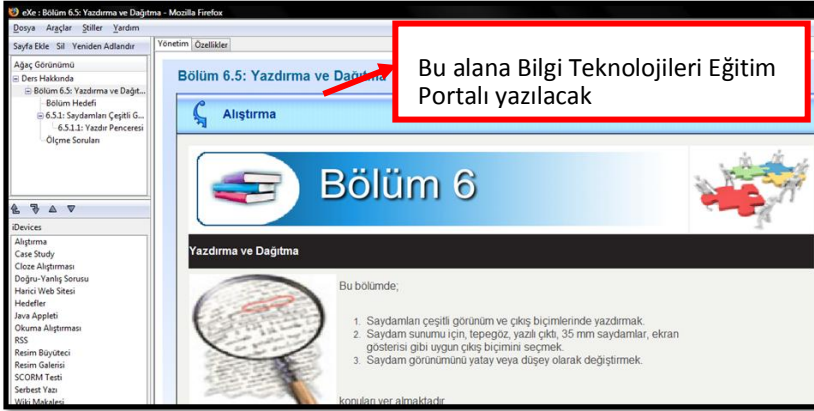 eXe : Bölüm 6.5: Yazdırma ve Dağıtma - Mozilla Firefox
Dosya Araçlar Stiller Yardım
Sayfa Ekle Sil Yeniden Adlandır
Yönetim Özellikler
Ağaç Görünümü
Ders Hakkında
Bölüm 6.5: Yazdırma ve Dağıt...
Bölüm Hedefi
6.5.1: Saydamları Çeşitli G...
6.5.1.1: Yazdır Penceresi
Ölçme Soruları
iDevices
Alıştırma
Case Study
Cloze Alıştırması
Doğru-Yanlış Sorusu
Harici Web Sitesi
Hedefler
Java Appleti
Okuma Alıştırması
RSS
Resim Büyüteci
Resim Galerisi
SCORM Testi
Serbest Yazı
Wiki Makalesi
Bölüm 6.5: Yazdırma ve Dağıtma
Bu alana Bilgi Teknolojileri Eğitim
Portalı yazılacak
Alıştırma
Bölüm 6
Yazdırma ve Dağıtma
Bu bölümde;
1. Saydamları çeşitli görünüm ve çıkış biçimlerinde yazdırmak.
2. Saydam sunumu için, tepegöz, yazılı çıktı, 35 mm saydamlar, ekran
gösterisi gibi uygun çıkış biçimini seçmek.
3. Saydam görünümünü yatay veya düşey olarak değiştirmek.
konuları yer almaktadır